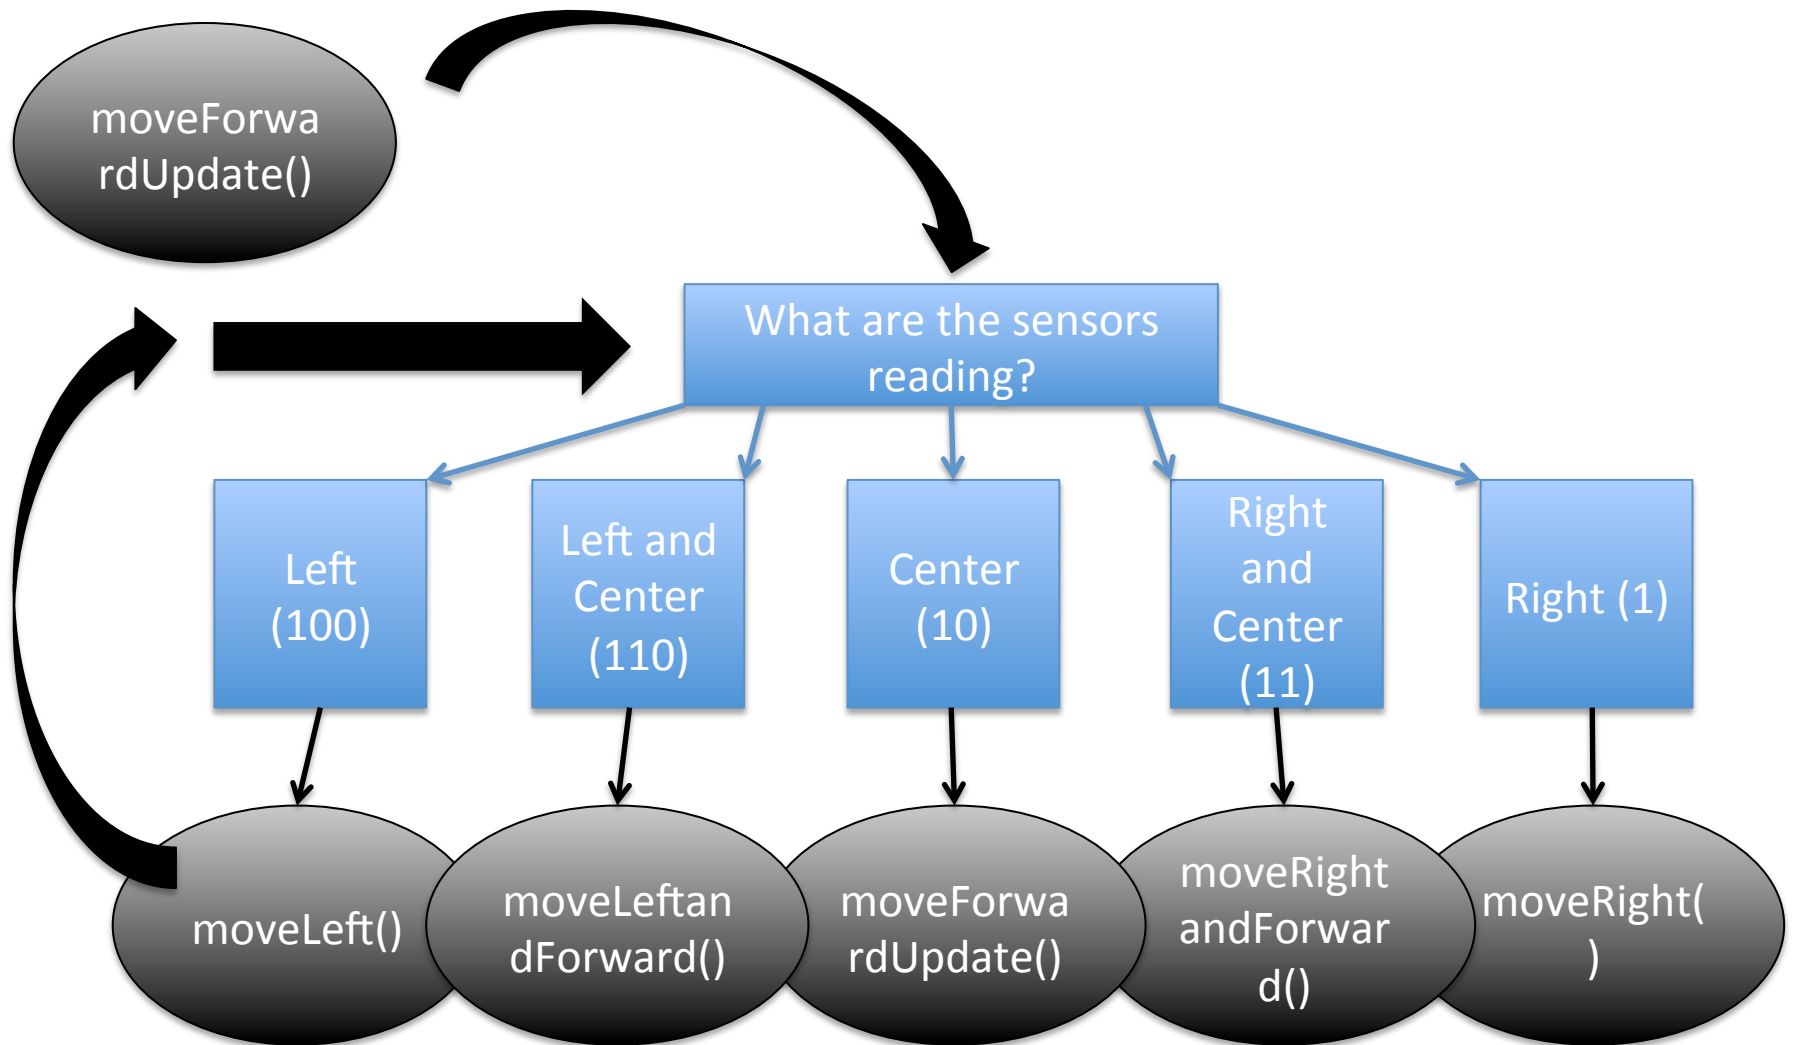 moveForwa
rdUpdate()
What are the sensors
reading?
Left
(100)
Left and
Center
(110)
Center
(10)
Right
and
Center
(11)
Right (1)
moveLeft()
moveLeftan
dForward()
moveForwa
rdUpdate()
moveRight
andForwar
d()
moveRight(
)